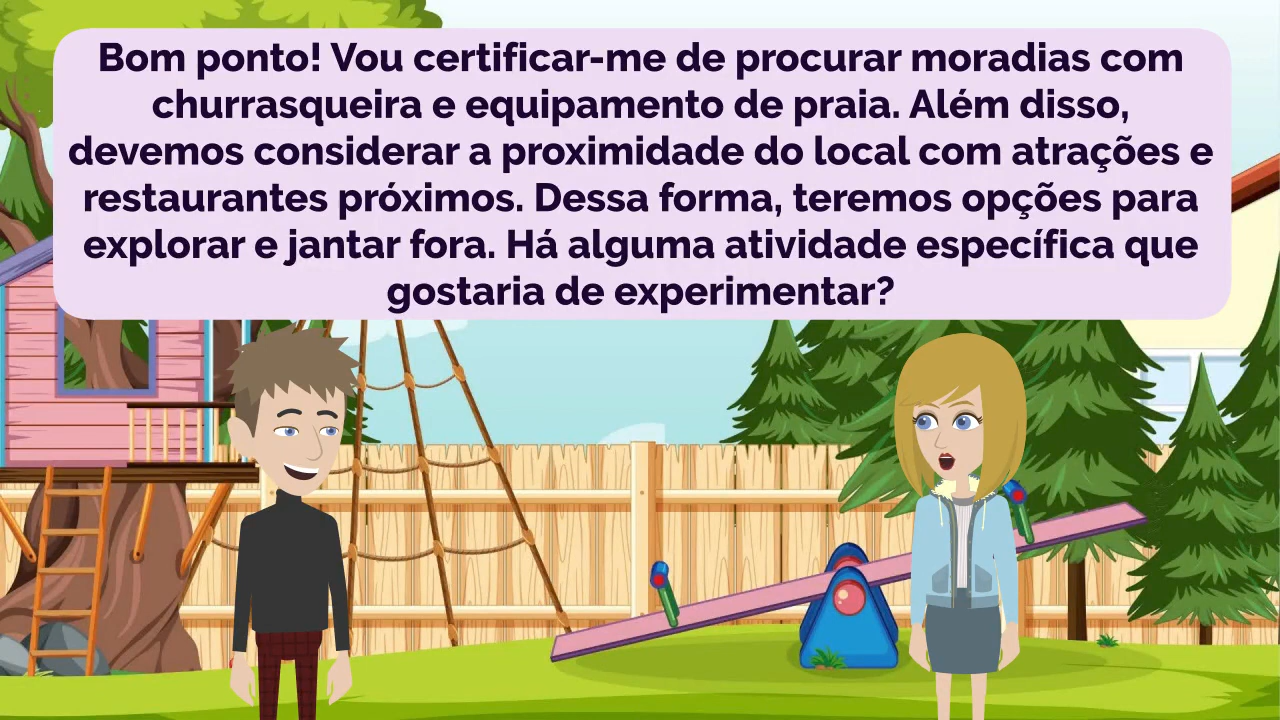 Bom ponto! Vou certificar-me de procurar moradias com
churrasqueira e equipamento de praia. Além disso,
devemos considerar a proximidade do local com atrações e
restaurantes próximos. Dessa forma, teremos opções para
explorar e jantar fora. Há alguma atividade específica que
gostaria de experimentar?